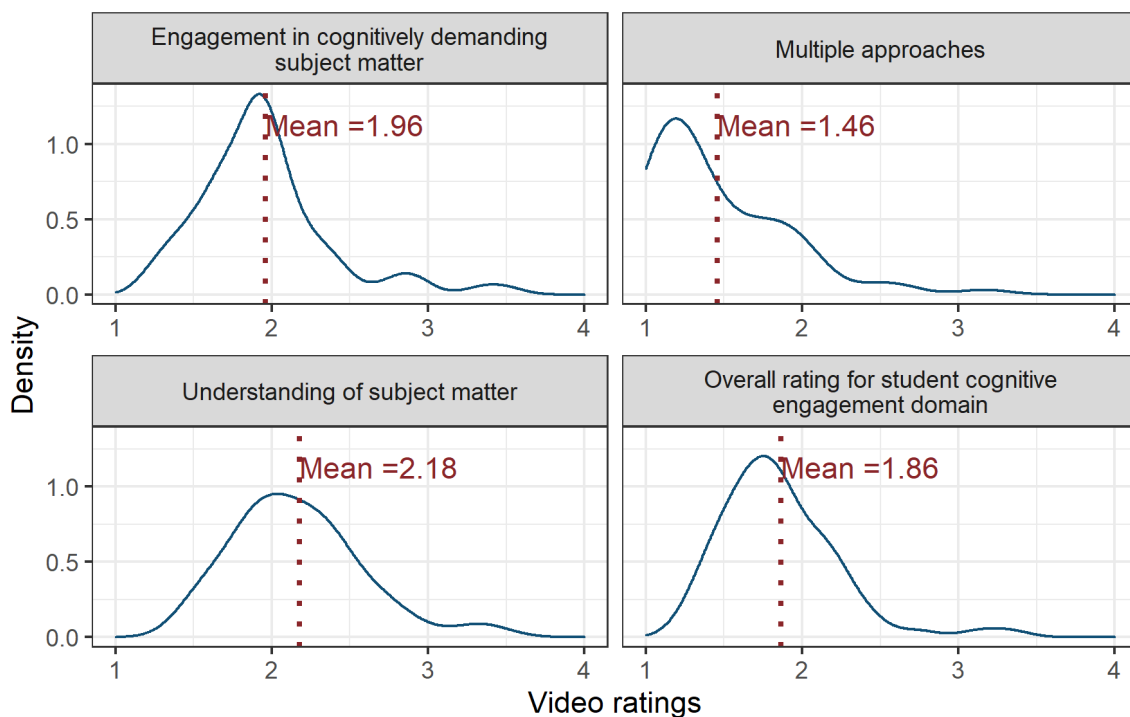 Engagement in cognitively demanding
subject matter
Mean =1.96
0.0
0.5
1.0
1 2 3 4
Multiple approaches
Mean =1.46
1 2 3 4
Understanding of subject matter
Mean =2.18
0.0
0.5
1.0
1 2 3 4
Overall rating for student cognitive
engagement domain
Mean =1.86
1 2 3 4
Density
Video ratings